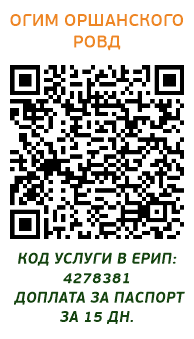 ОГИМ ОРШАНСКОГО
РОВД
КОД УСЛУГИ В ЕРИП:
4278381
ДОПЛАТА ЗА ПАСПОРТ
ЗА 15 ДН.